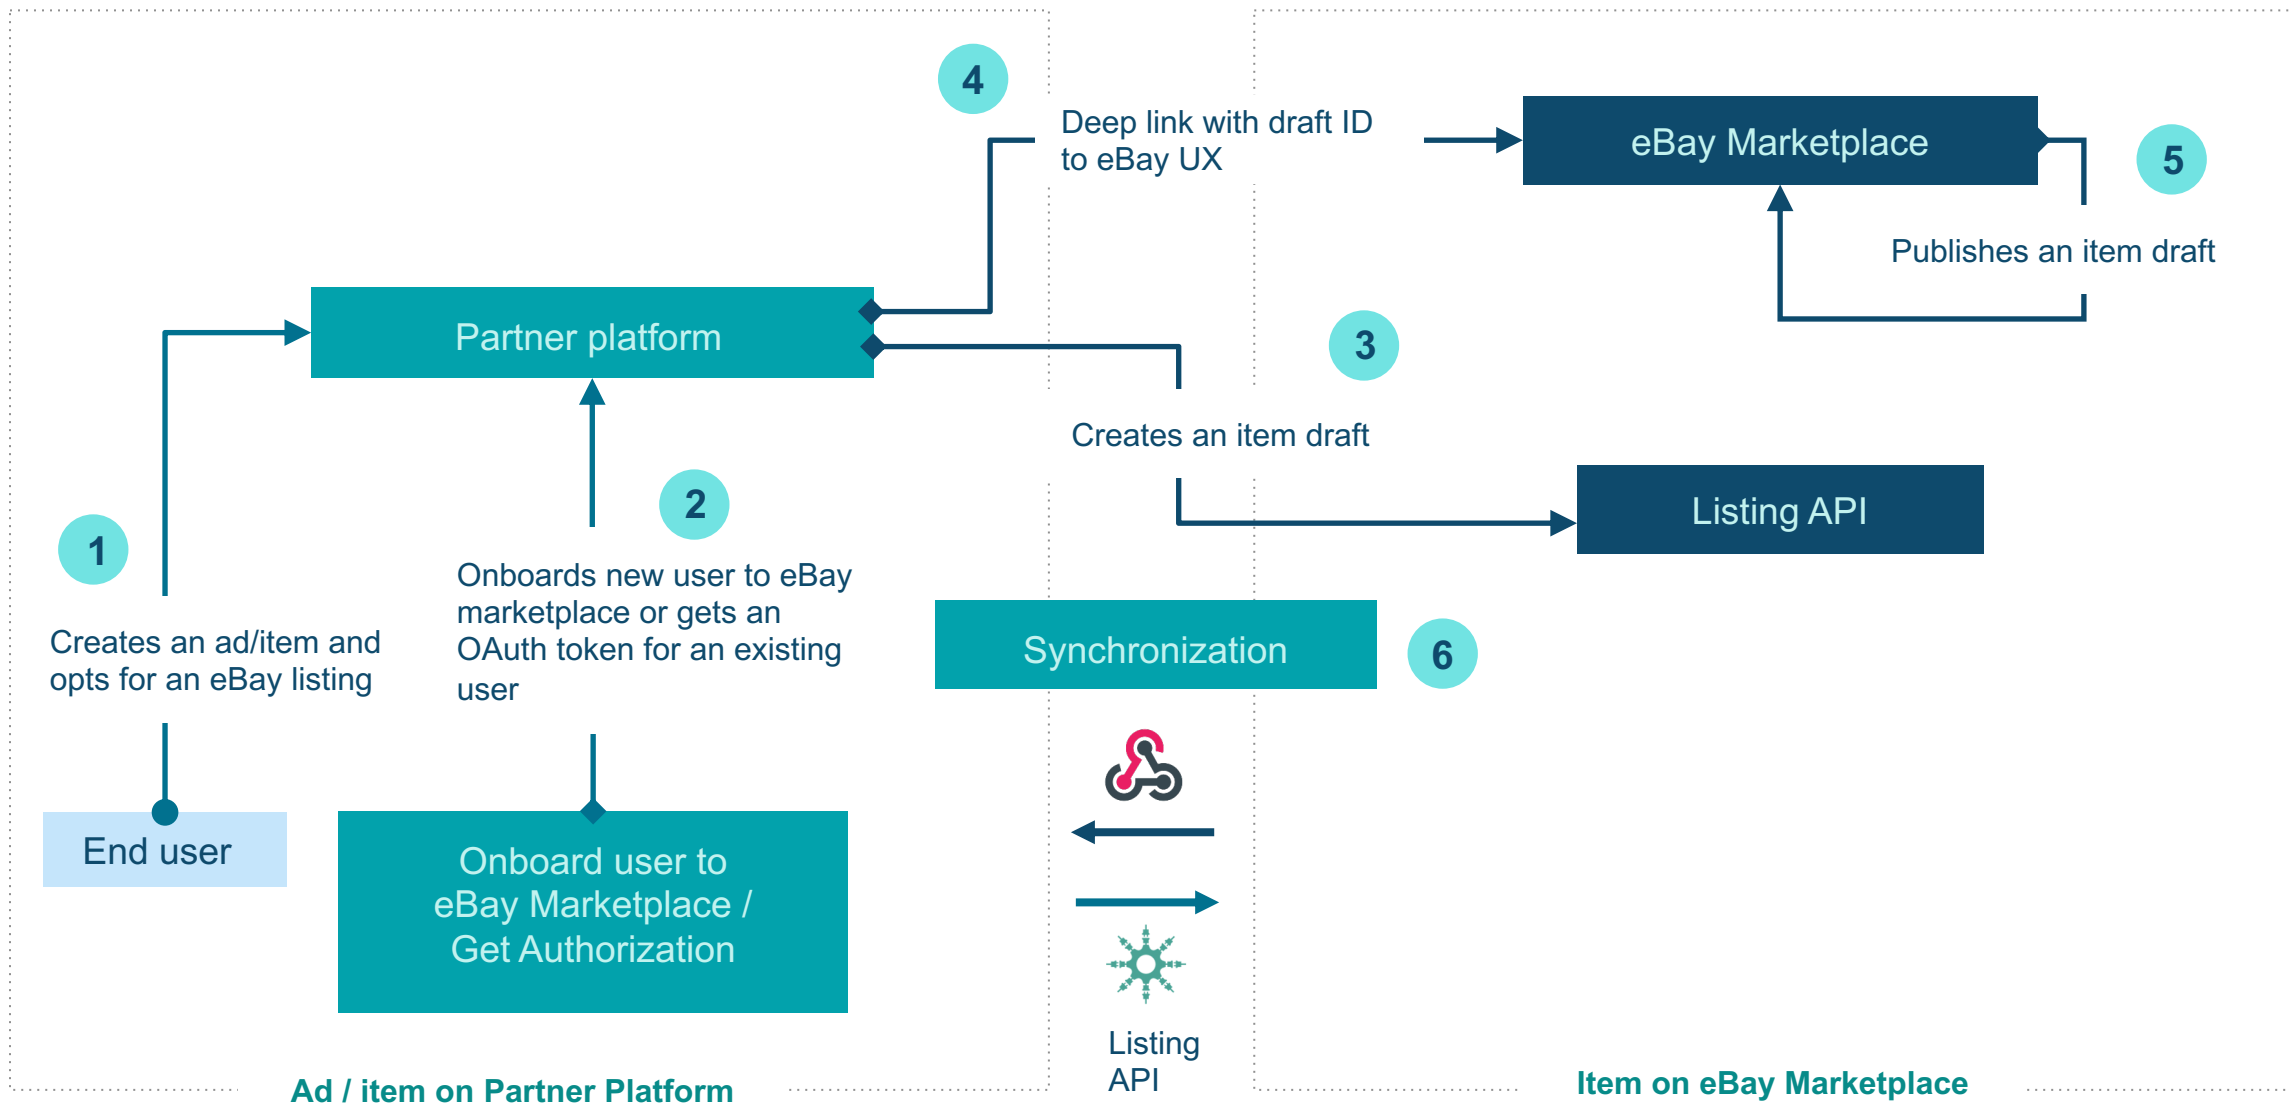 4
Deep link with draft ID
to eBay UX
eBay Marketplace
5
Publishes an item draft
Partner platform
3
Creates an item draft
2
Listing API
1
Onboards new user to eBay
marketplace or gets an
OAuth token for an existing
user
Creates an ad/item and
opts for an eBay listing
Synchronization
6
End user
Onboard user to
eBay Marketplace /
Get Authorization
Listing
API
Ad / item on Partner Platform
Item on eBay Marketplace